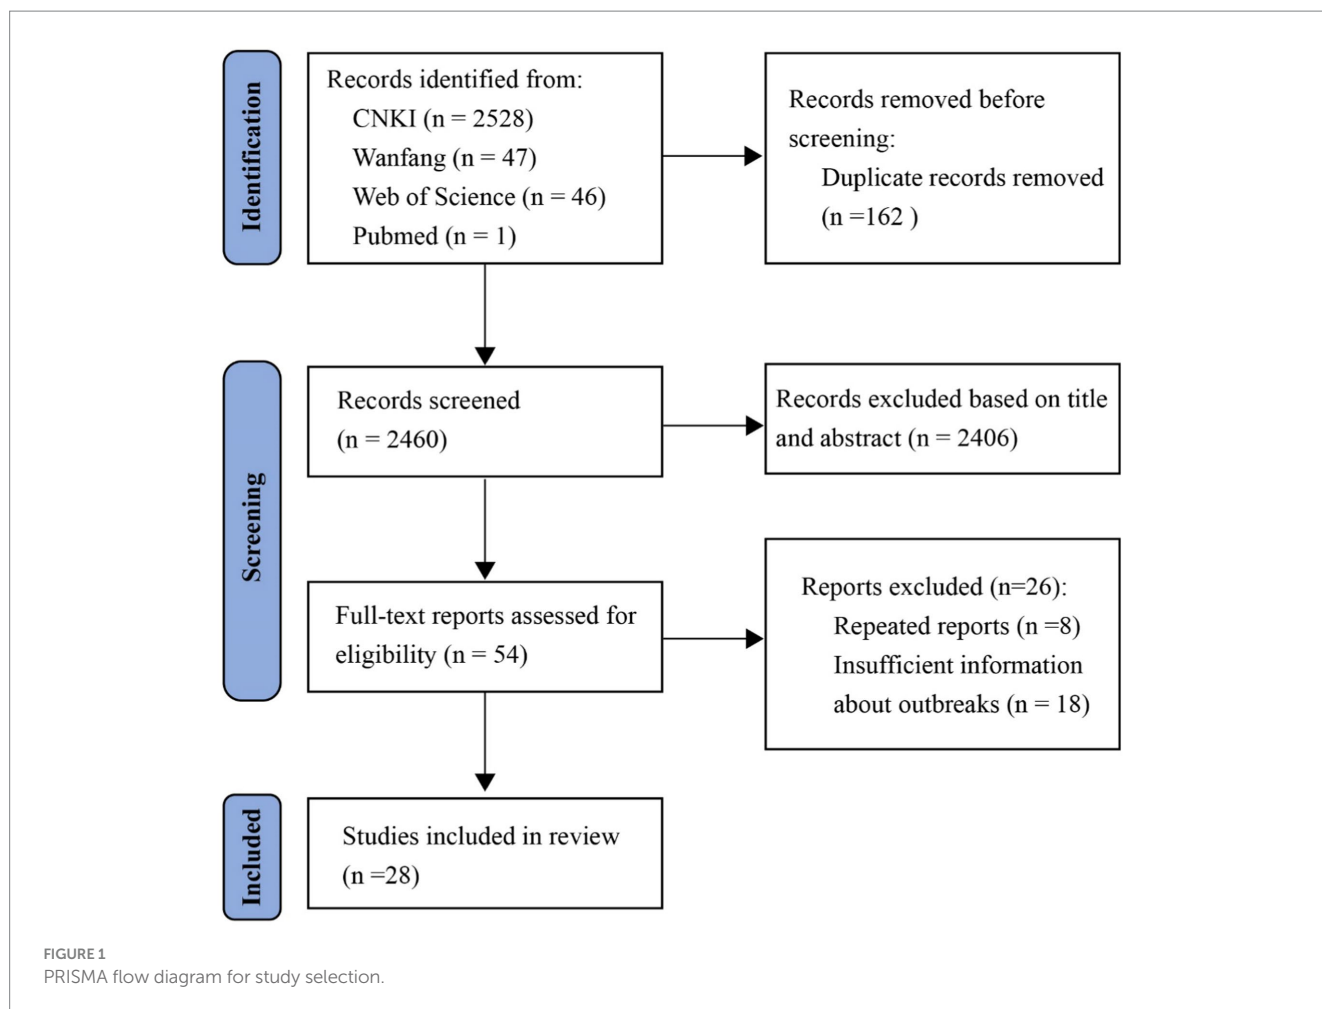 Identification
Records identified from:
CNKI (n = 2528)
Wanfang (n = 47)
Web of Science (n = 46)
Pubmed (n = 1)
Records removed before
screening:
Duplicate records removed
(n =162 )
Screening
Records screened
(n = 2460)
Records excluded based on title
and abstract (n = 2406)
Full-text reports assessed for
eligibility (n = 54)
Reports excluded (n=26):
Repeated reports (n =8)
Insufficient information
about outbreaks (n = 18)
Included
Studies included in review
(n =28)
FIGURE 1
PRISMA flow diagram for study selection.